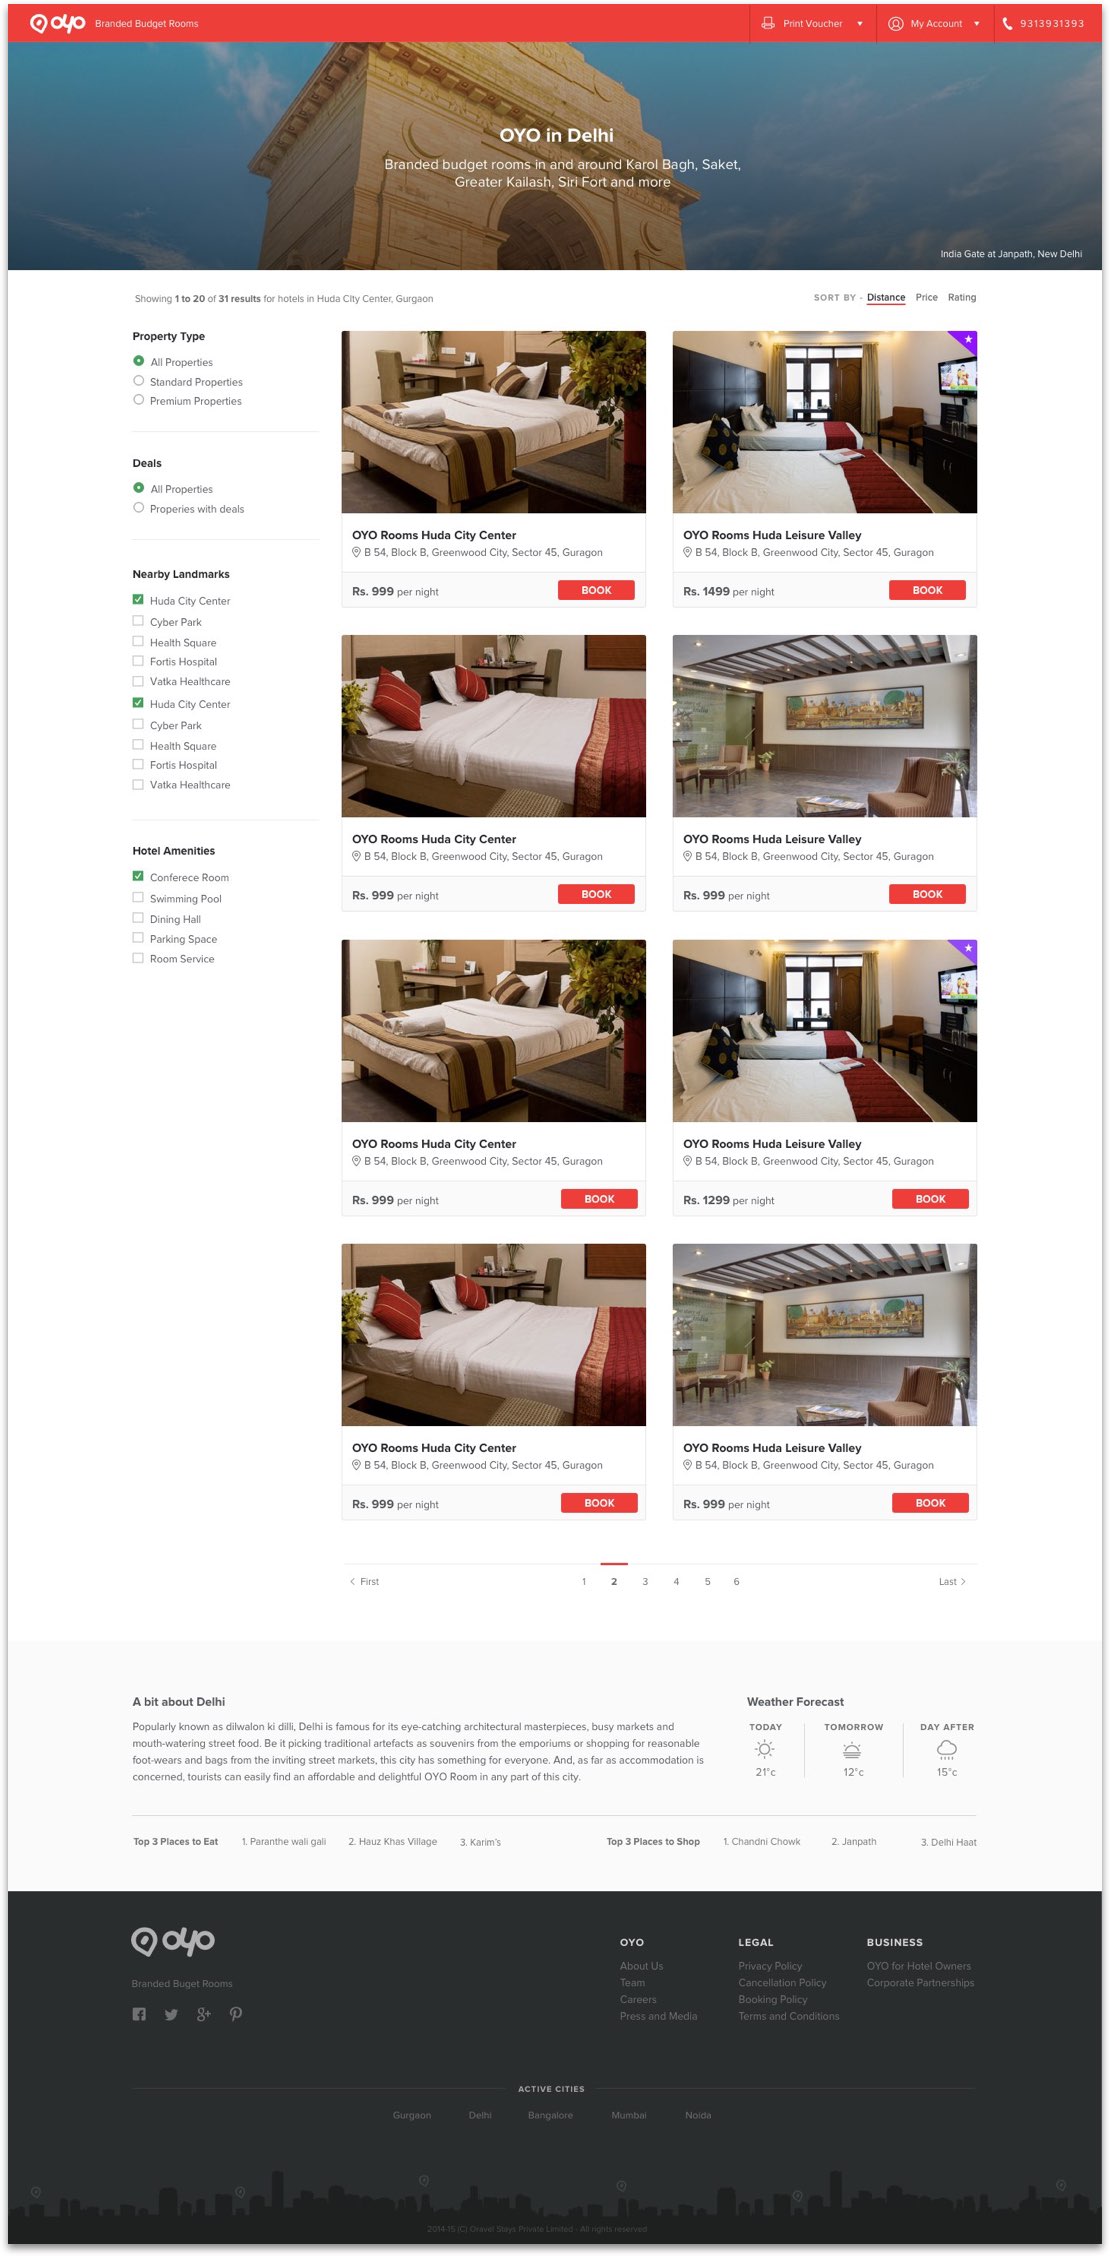 oyo Branded Budget Rooms Print Voucher My Account 9313931393
OYO in Delhi
Branded budget rooms in and around Karol Bagh, Saket,
Greater Kailash, Siri Fort and more
India Gate at Janpath, New Delhi
Showing 1 to 20 of 31 results for hotels in Huda CIty Center, Gurgaon
SORT BY - Distance Price Rating
Property Type
All Properties
Standard Properties
Premium Properties
Deals
All Properties
Properies with deals
Nearby Landmarks
Huda City Center
Cyber Park
Health Square
Fortis Hospital
Vatka Healthcare
Huda City Center
Cyber Park
Health Square
Fortis Hospital
Vatka Healthcare
Hotel Amenities
Conferece Room
Swimming Pool
Dining Hall
Parking Space
Room Service
OYO Rooms Huda City Center
B 54, Block B, Greenwood City, Sector 45, Guragon
Rs. 999 per night BOOK
OYO Rooms Huda Leisure Valley
B 54, Block B, Greenwood City, Sector 45, Guragon
Rs. 1499 per night BOOK
OYO Rooms Huda City Center
B 54, Block B, Greenwood City, Sector 45, Guragon
Rs. 999 per night BOOK
OYO Rooms Huda Leisure Valley
B 54, Block B, Greenwood City, Sector 45, Guragon
Rs. 999 per night BOOK
OYO Rooms Huda City Center
B 54, Block B, Greenwood City, Sector 45, Guragon
Rs. 999 per night BOOK
OYO Rooms Huda Leisure Valley
B 54, Block B, Greenwood City, Sector 45, Guragon
Rs. 1299 per night BOOK
OYO Rooms Huda City Center
B 54, Block B, Greenwood City, Sector 45, Guragon
Rs. 999 per night BOOK
OYO Rooms Huda Leisure Valley
B 54, Block B, Greenwood City, Sector 45, Guragon
Rs. 999 per night BOOK
First 1 2 3 4 5 6 Last
A bit about Delhi
Popularly known as dilwalon ki dilli, Delhi is famous for its eye-catching architectural masterpieces, busy markets and
mouth-watering street food. Be it picking traditional artefacts as souvenirs from the emporiums or shopping for reasonable
foot-wears and bags from the inviting street markets, this city has something for everyone. And, as far as accommodation is
concerned, tourists can easily find an affordable and delightful OYO Room in any part of this city.
Weather Forecast
TODAY TOMORROW DAY AFTER
21°c 12°c 15°c
Top 3 Places to Eat 1. Paranthe wali gali 2. Hauz Khas Village 3. Karim's
Top 3 Places to Shop 1. Chandni Chowk 2. Janpath 3. Delhi Haat
oyo
Branded Buget Rooms
OYO
About Us
Team
Careers
Press and Media
LEGAL
Privacy Policy
Cancellation Policy
Booking Policy
Terms and Conditions
BUSINESS
OYO for Hotel Owners
Corporate Partnerships
ACTIVE CITIES
Gurgaon Delhi Bangalore Mumbai Noida
2014-15 (C) Oravel Stays Private Limited - All rights reserved